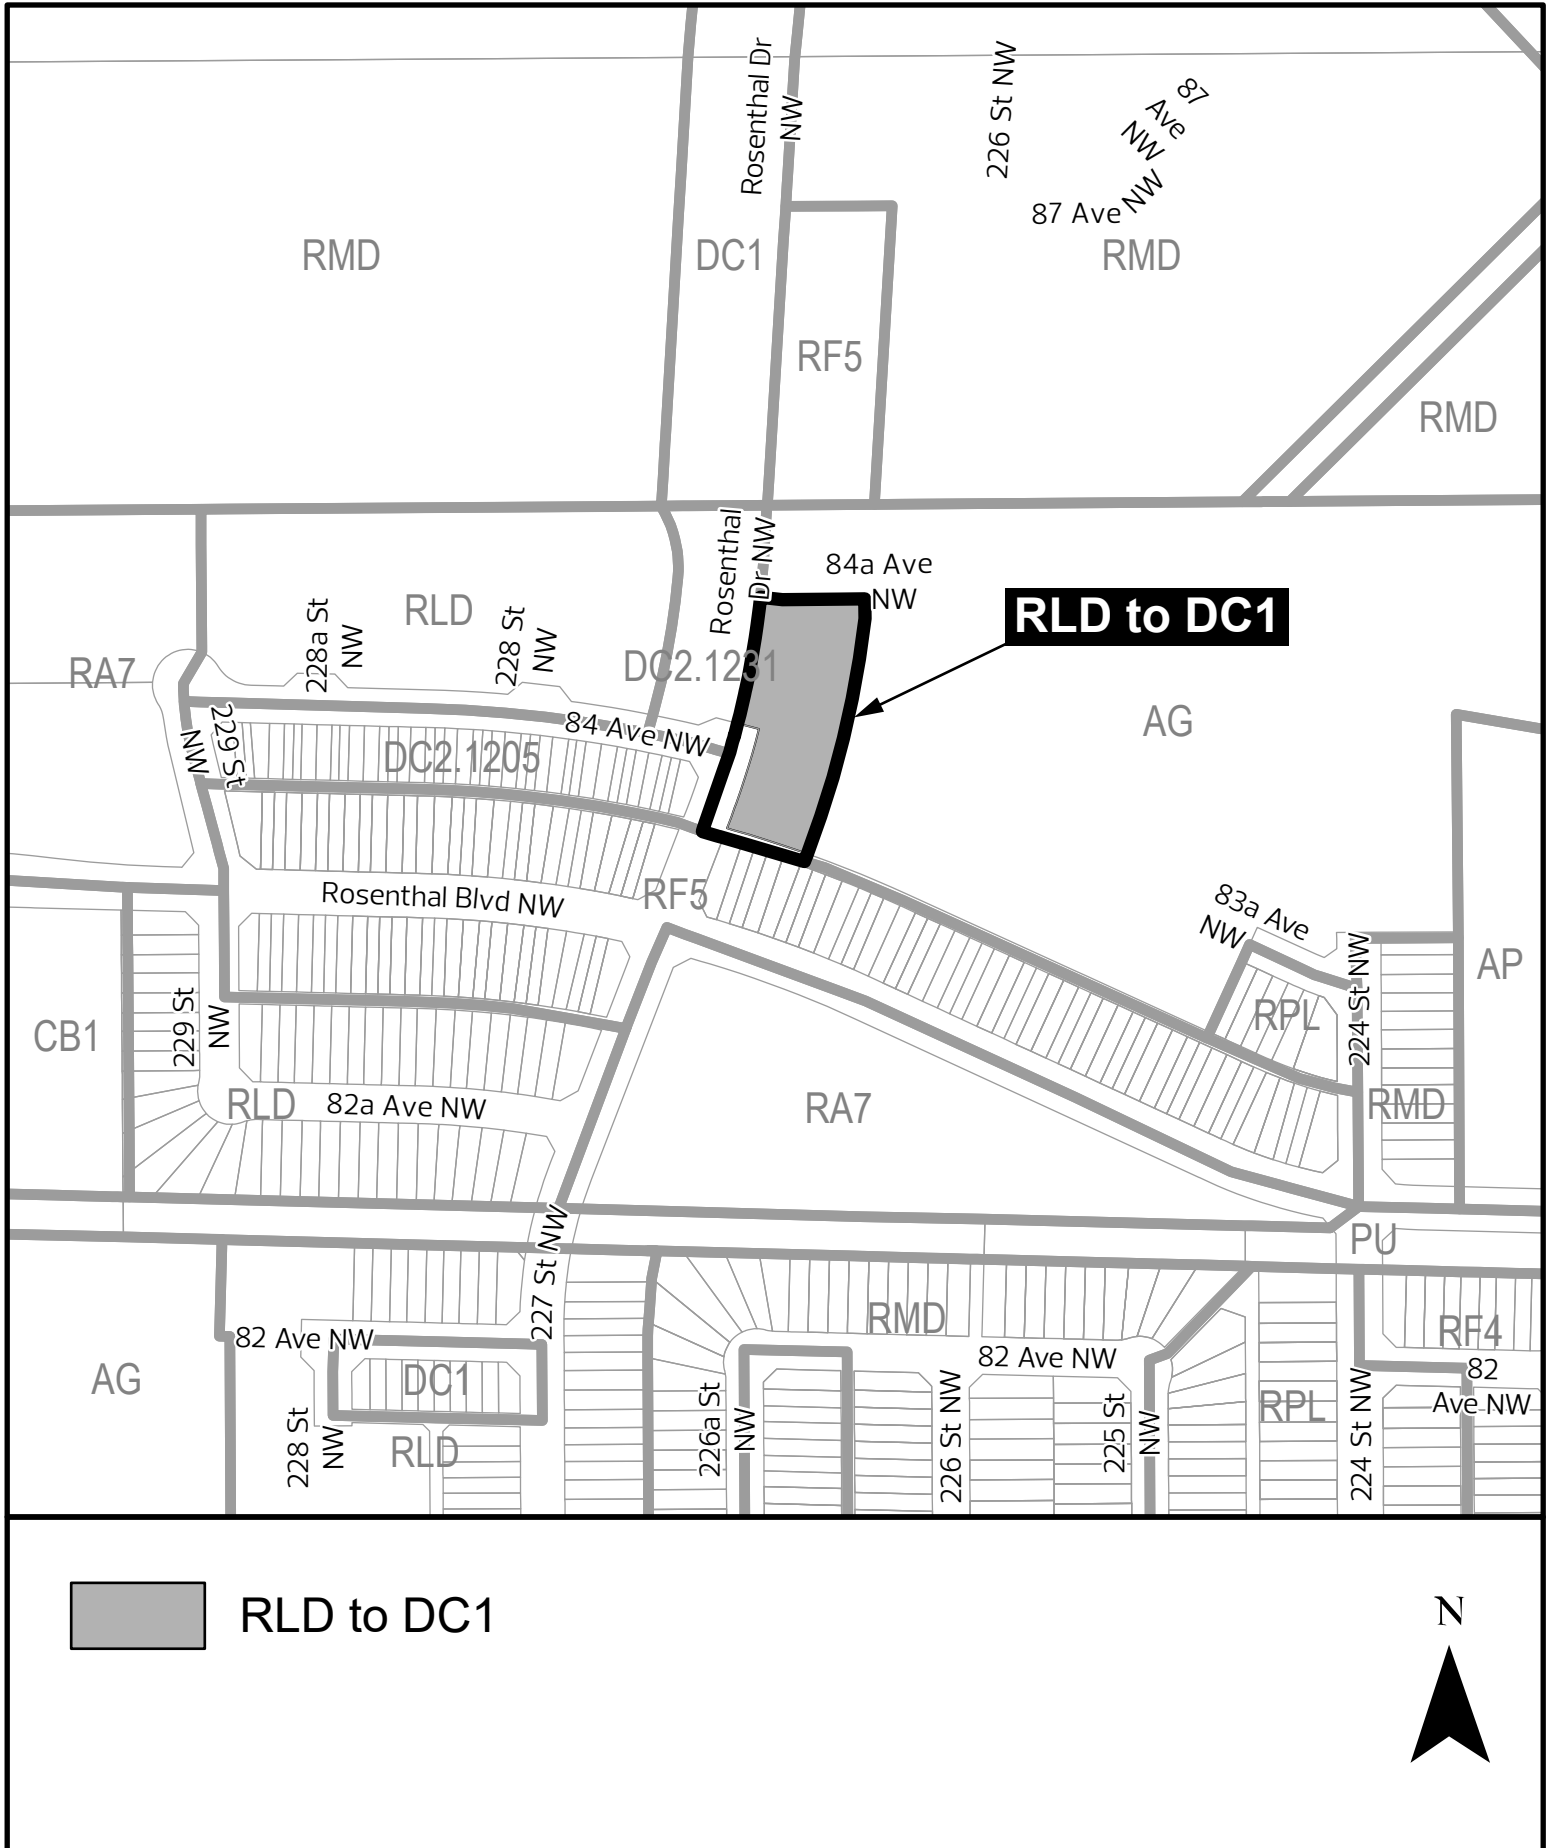 Rosenthal Dr
NW
226 St NW
87
Ave
NW
87 Ave NW
RMD
DC1
RMD
RF5
RMD
Rosenthal
Dr NW
84a Ave
NW
RLD to DC1
RLD
228a St
NW
228 St
NW
RA7
DC2.1231
AG
229 St
NW
84 Ave NW
DC2.1205
Rosenthal Blvd NW
RF5
83a Ave
NW
AP
CB1
229 St
NW
RPL
224 St NW
RLD
82a Ave NW
RA7
RMD
227 St NW
PU
82 Ave NW
RMD
RF4
AG
DC1
82 Ave NW
82
Ave NW
228 St
NW
RLD
226a St
NW
226 St NW
225 St
NW
RPL
224 St NW
RLD to DC1
N